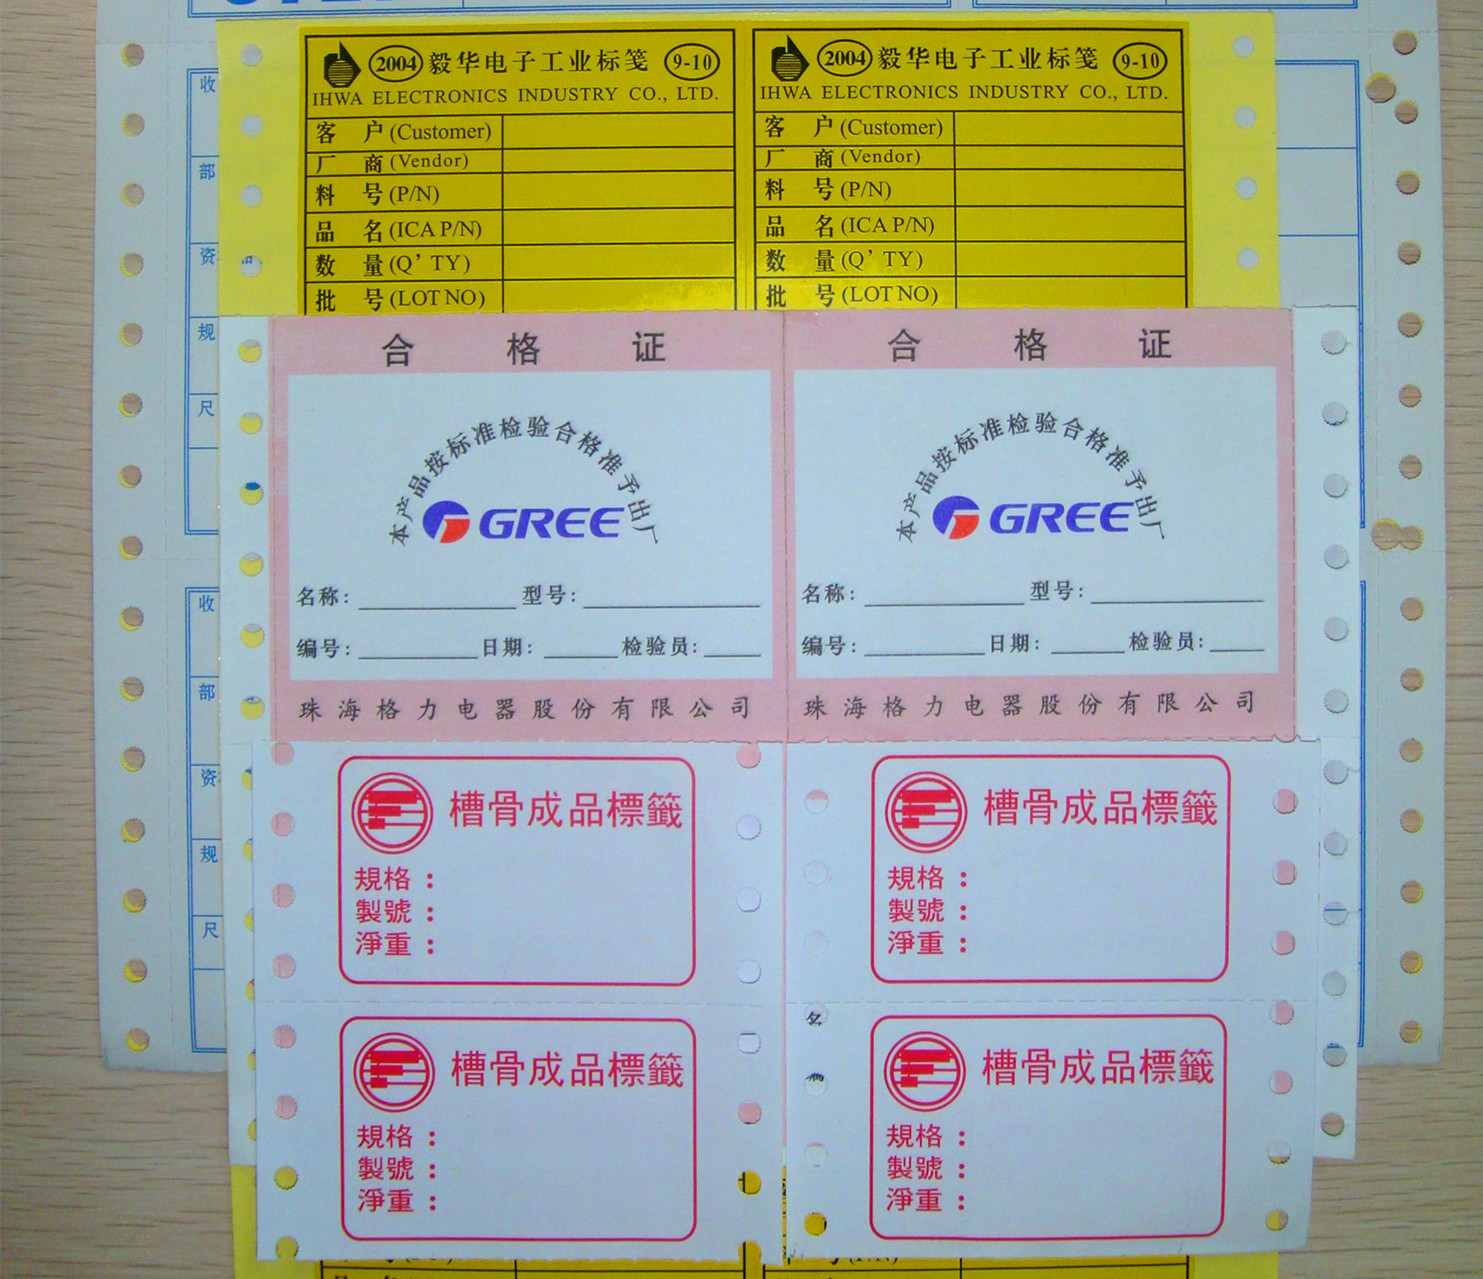 2004 毅华电子工业标笺 9-10
IHWA ELECTRONICS INDUSTRY CO., LTD.
客 户 (Customer)
厂 商 (Vendor)
料 号 (P/N)
品 名 (ICA P/N)
数 量 (Q' TY)
批 号 (LOT NO)
2004 毅华电子工业标笺 9-10
IHWA ELECTRONICS INDUSTRY CO., LTD.
客 户 (Customer)
厂 商 (Vendor)
料 号 (P/N)
品 名 (ICA P/N)
数 量 (Q' TY)
批 号 (LOT NO)
收
部
资
规
尺
收
部
资
规
尺
合 格 证
本产品按标准检验合格准予出厂
GREE
名称: 型号:
编号: 日期: 检验员:
珠海格力电器股份有限公司
合 格 证
本产品按标准检验合格准予出厂
GREE
名称: 型号:
编号: 日期: 检验员:
珠海格力电器股份有限公司
槽骨成品標籤
規格：
製號：
淨重：
槽骨成品標籤
規格：
製號：
淨重：
槽骨成品標籤
規格：
製號：
淨重：
槽骨成品標籤
規格：
製號：
淨重：
名